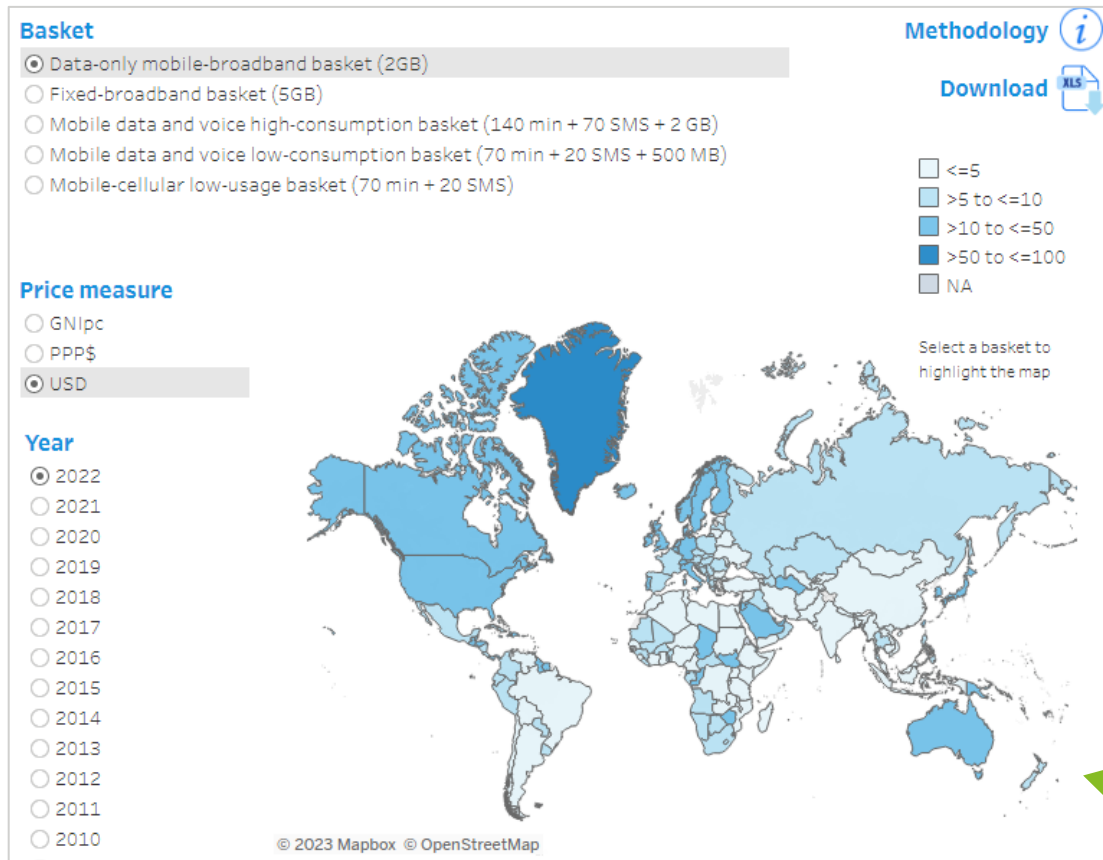 Basket
Data-only mobile-broadband basket (2GB)
Fixed-broadband basket (5GB)
Mobile data and voice high-consumption basket (140 min + 70 SMS + 2 GB)
Mobile data and voice low-consumption basket (70 min + 20 SMS + 500 MB)
Mobile-cellular low-usage basket (70 min + 20 SMS)
Methodology i
Download XLS
<=5
>5 to <=10
>10 to <=50
>50 to <=100
NA
Price measure
GNIpc
PPP$
USD
Select a basket to
highlight the map
Year
2022
2021
2020
2019
2018
2017
2016
2015
2014
2013
2012
2011
2010
© 2023 Mapbox © OpenStreetMap